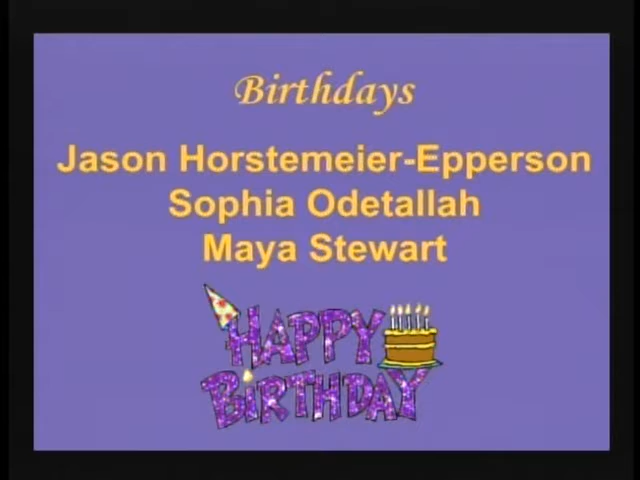 Birthdays
Jason Horstemeier-Epperson
Sophia Odetallah
Maya Stewart
HAPPY
BIRTHDAY